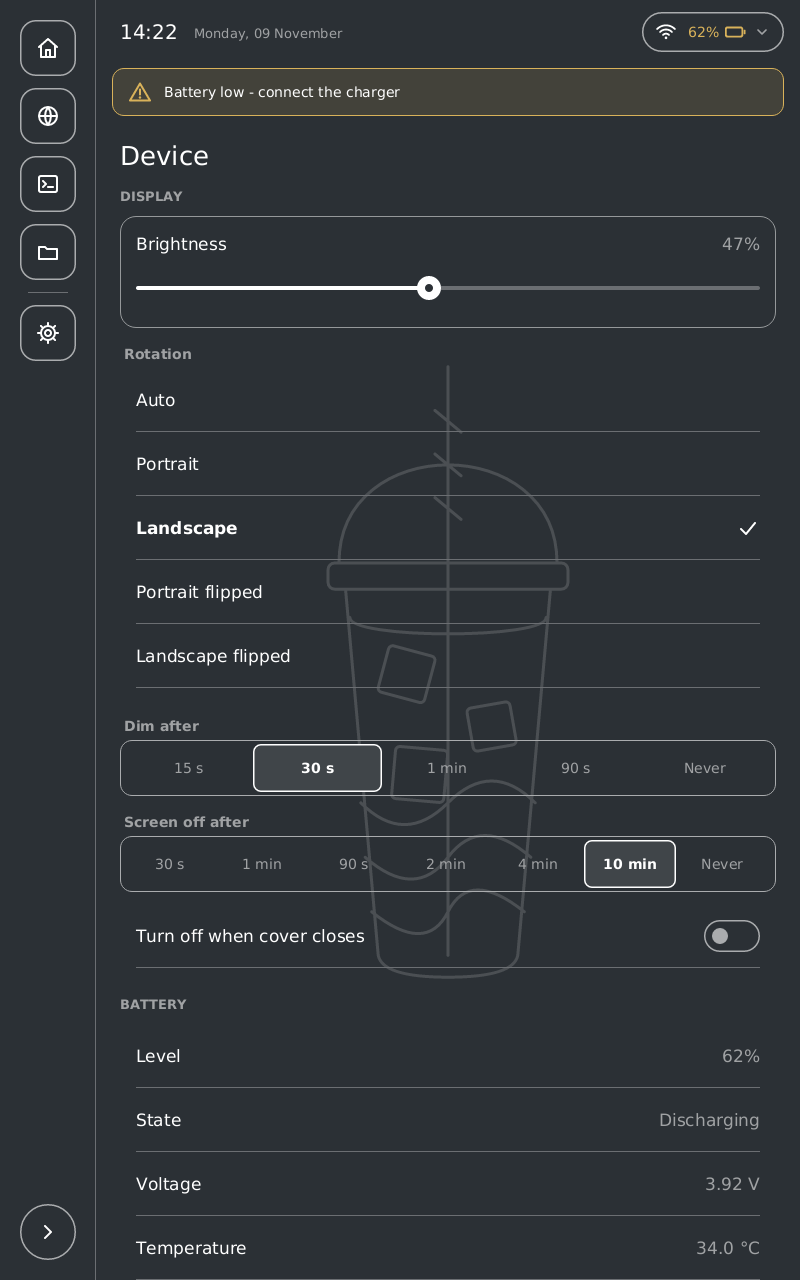 14:22 Monday, 09 November 62%
Battery low - connect the charger
Device
DISPLAY
Brightness 47%
Rotation
Auto
Portrait
Landscape
Portrait flipped
Landscape flipped
Dim after
15 s 30 s 1 min 90 s Never
Screen off after
30 s 1 min 90 s 2 min 4 min 10 min Never
Turn off when cover closes
BATTERY
Level 62%
State Discharging
Voltage 3.92 V
Temperature 34.0 °C